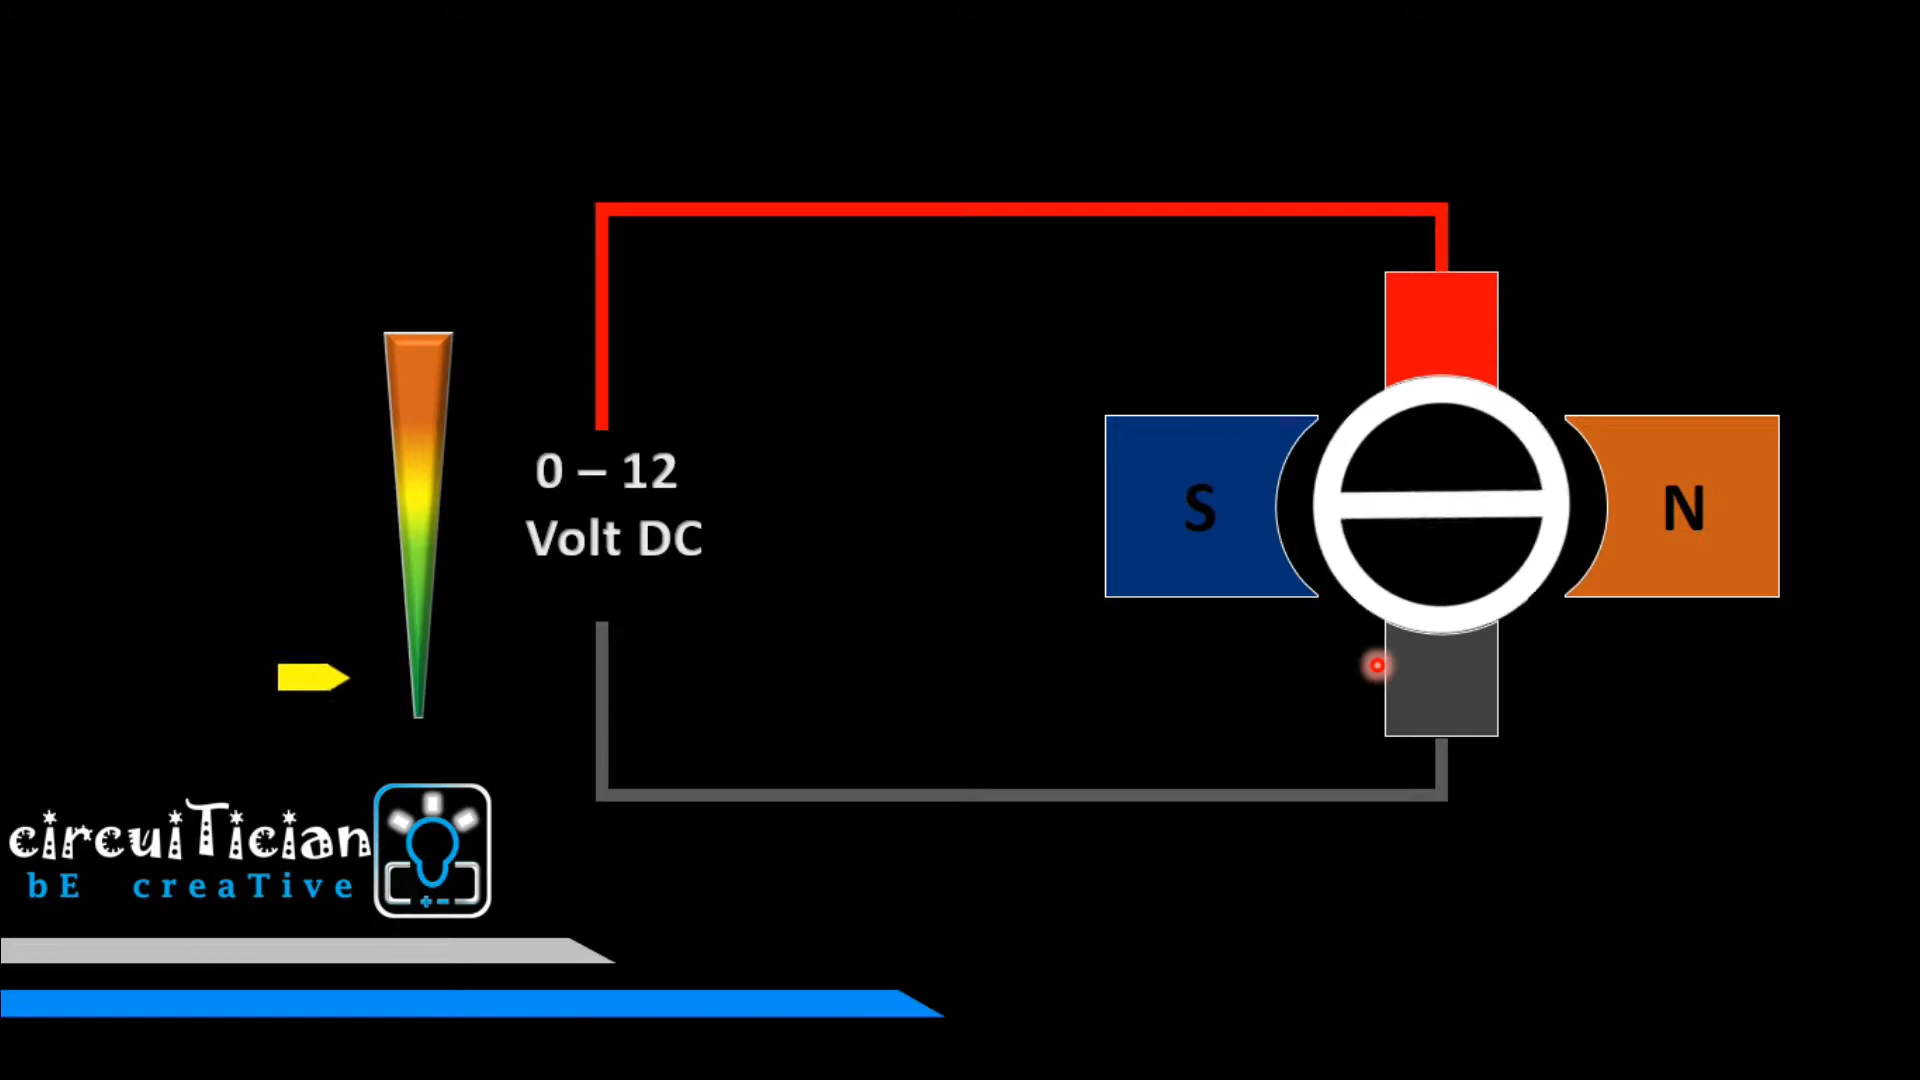 0 – 12
Volt DC
S
N
circuiTician
bE creaTive